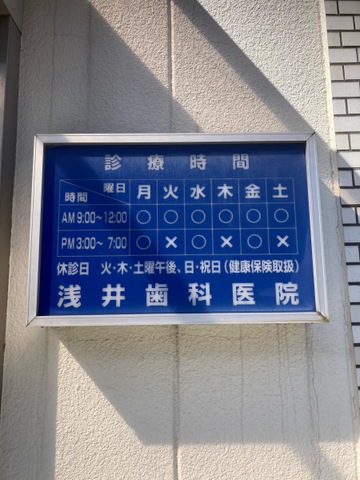 診療時間
曜日 時間 月 火 水 木 金 土
AM 9:00~12:00 ○ ○ ○ ○ ○ ○
PM 3:00~ 7:00 ○ × ○ × ○ ×
休診日 火・木・土曜午後、日・祝日(健康保険取扱)
浅井歯科医院